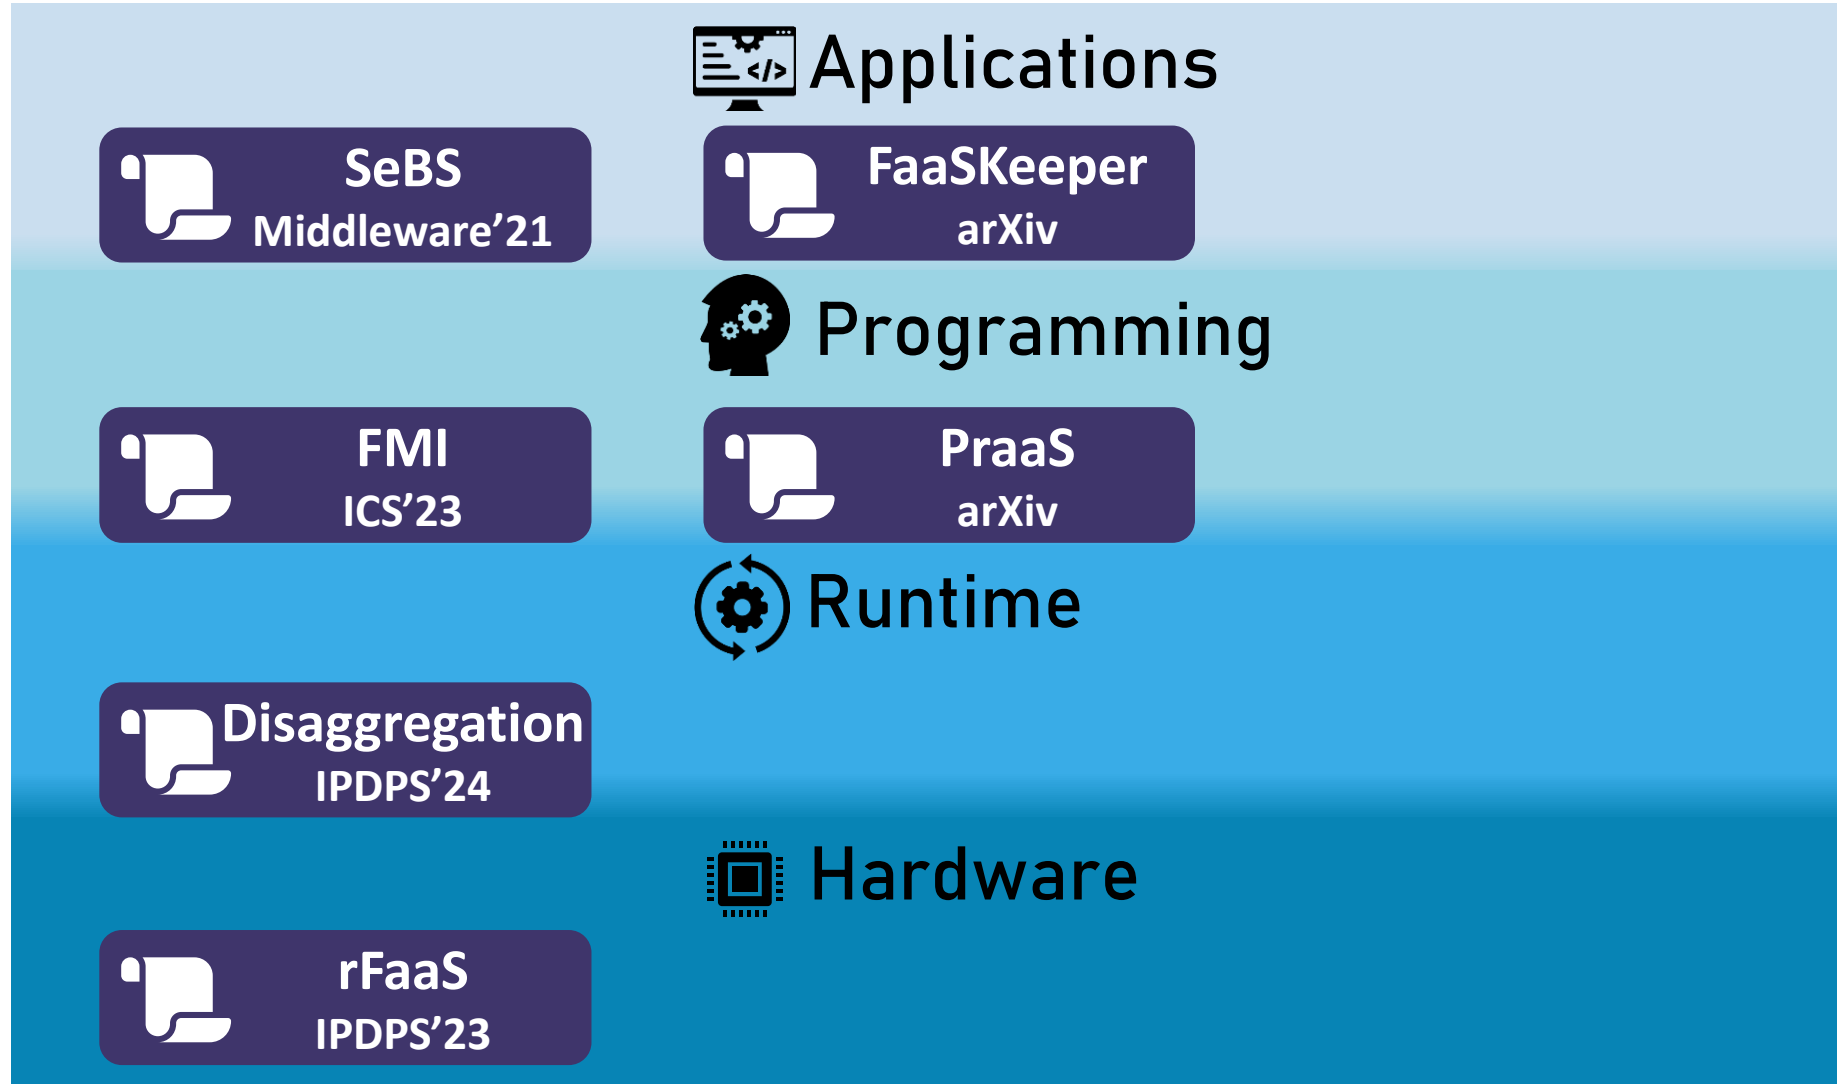 Applications
SeBS
Middleware’21
FaaSKeeper
arXiv
Programming
FMI
ICS’23
PraaS
arXiv
Runtime
Disaggregation
IPDPS’24
Hardware
rFaaS
IPDPS’23